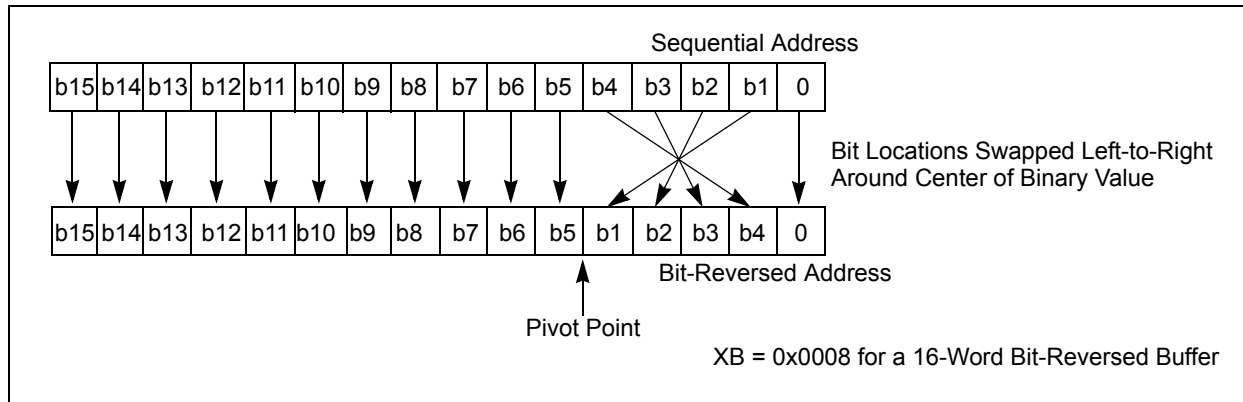 Sequential Address
b15 b14 b13 b12 b11 b10 b9 b8 b7 b6 b5 b4 b3 b2 b1 0
Bit Locations Swapped Left-to-Right
Around Center of Binary Value
b15 b14 b13 b12 b11 b10 b9 b8 b7 b6 b5 b1 b2 b3 b4 0
Bit-Reversed Address
Pivot Point
XB = 0x0008 for a 16-Word Bit-Reversed Buffer